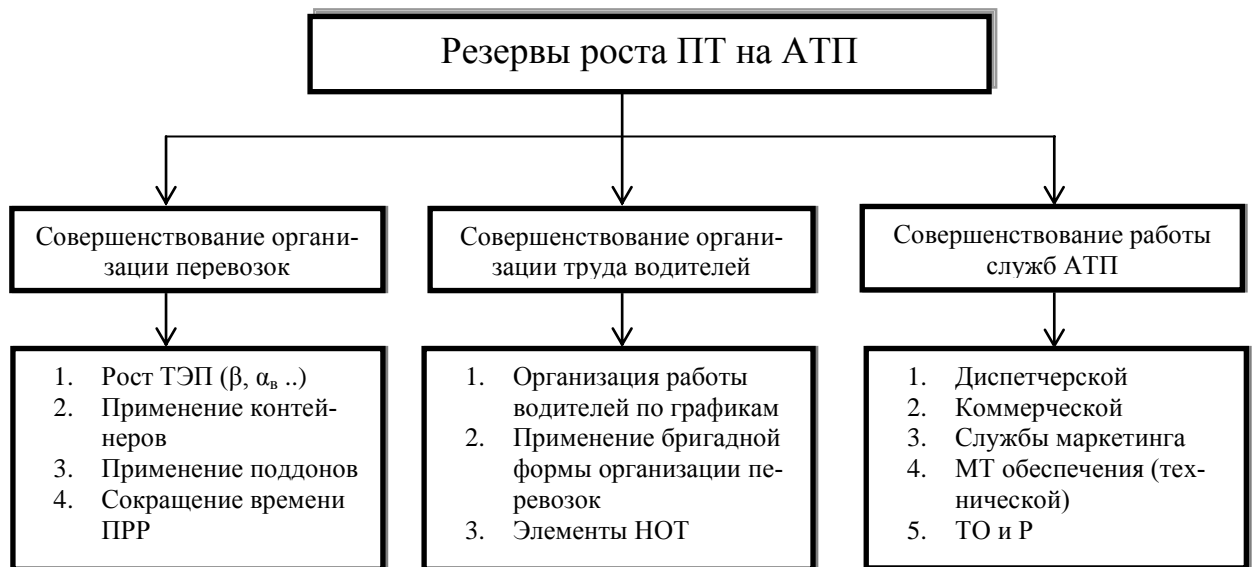 Резервы роста ПТ на АТП
Совершенствование органи-
зации перевозок
Совершенствование органи-
зации труда водителей
Совершенствование работы
служб АТП
1. Рост ТЭП (β, αв ..)
2. Применение контей-
неров
3. Применение поддонов
4. Сокращение времени
ПРР
1. Организация работы
водителей по графикам
2. Применение бригадной
формы организации пе-
ревозок
3. Элементы НОТ
1. Диспетчерской
2. Коммерческой
3. Службы маркетинга
4. МТ обеспечения (тех-
нической)
5. ТО и Р